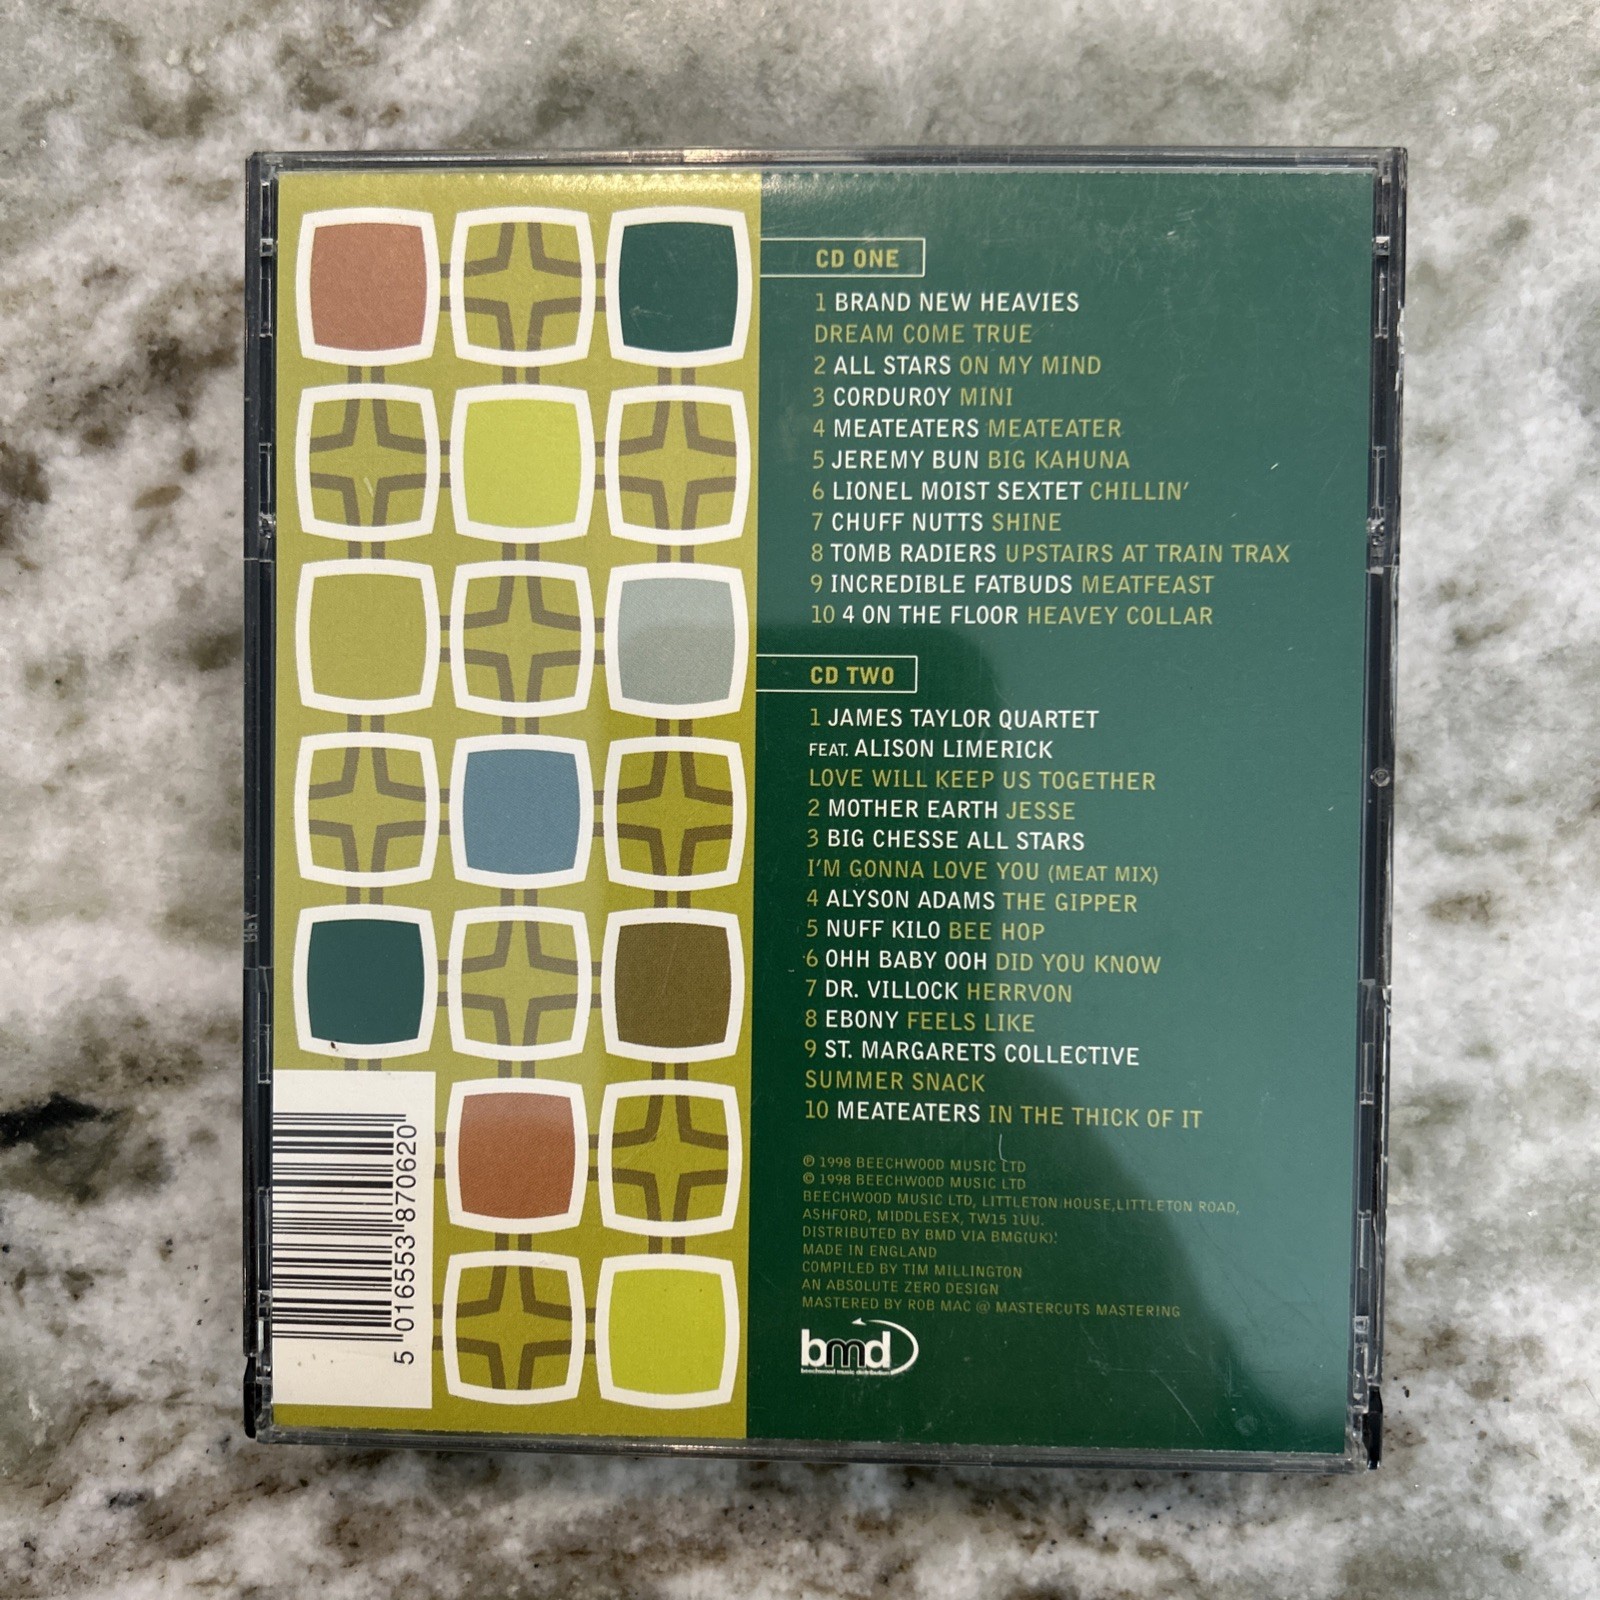 CD ONE
1 BRAND NEW HEAVIES
DREAM COME TRUE
2 ALL STARS ON MY MIND
3 CORDUROY MINI
4 MEATEATERS MEATEATER
5 JEREMY BUN BIG KAHUNA
6 LIONEL MOIST SEXTET CHILLIN'
7 CHUFF NUTTS SHINE
8 TOMB RADIERS UPSTAIRS AT TRAIN TRAX
9 INCREDIBLE FATBUDS MEATFEAST
10 4 ON THE FLOOR HEAVEY COLLAR
CD TWO
1 JAMES TAYLOR QUARTET
FEAT. ALISON LIMERICK
LOVE WILL KEEP US TOGETHER
2 MOTHER EARTH JESSE
3 BIG CHESSE ALL STARS
I'M GONNA LOVE YOU (MEAT MIX)
4 ALYSON ADAMS THE GIPPER
5 NUFF KILO BEE HOP
6 OHH BABY OOH DID YOU KNOW
7 DR. VILLOCK HERRVON
8 EBONY FEELS LIKE
9 ST. MARGARETS COLLECTIVE
SUMMER SNACK
10 MEATEATERS IN THE THICK OF IT
℗ 1998 BEECHWOOD MUSIC LTD
© 1998 BEECHWOOD MUSIC LTD
BEECHWOOD MUSIC LTD, LITTLETON HOUSE,LITTLETON ROAD,
ASHFORD, MIDDLESEX, TW15 1UU.
DISTRIBUTED BY BMD VIA BMG(UK).
MADE IN ENGLAND
COMPILED BY TIM MILLINGTON
AN ABSOLUTE ZERO DESIGN
MASTERED BY ROB MAC @ MASTERCUTS MASTERING
bmd
beechwood music distribution
5 016553 870620